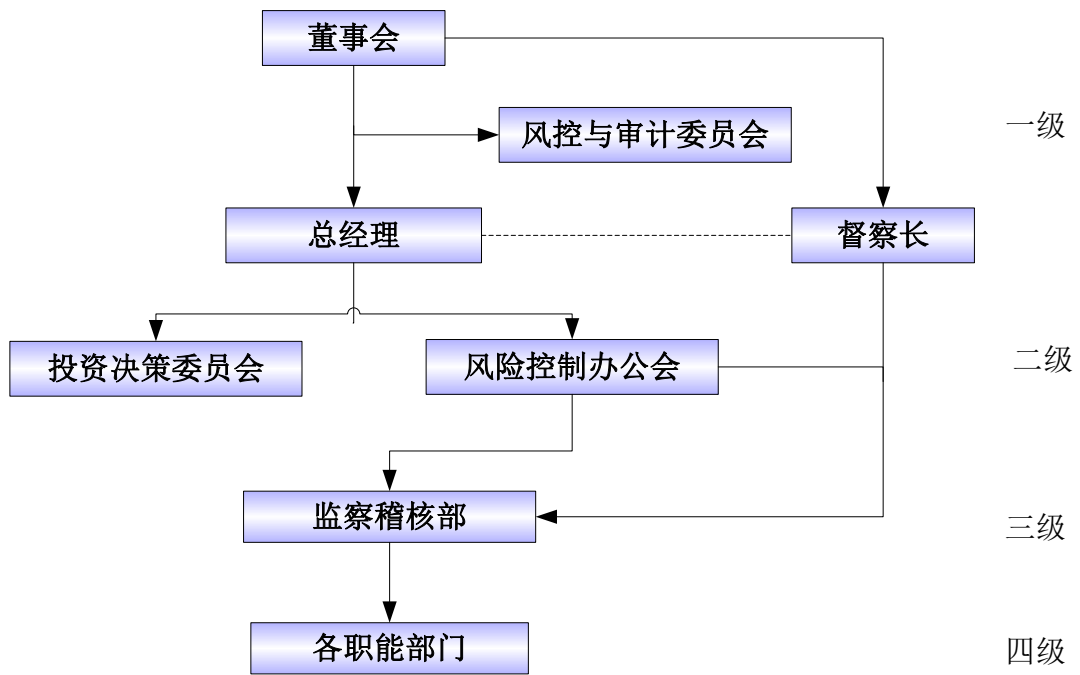 董事会
风控与审计委员会
一级
总经理
督察长
投资决策委员会
风险控制办公会
二级
监察稽核部
三级
各职能部门
四级